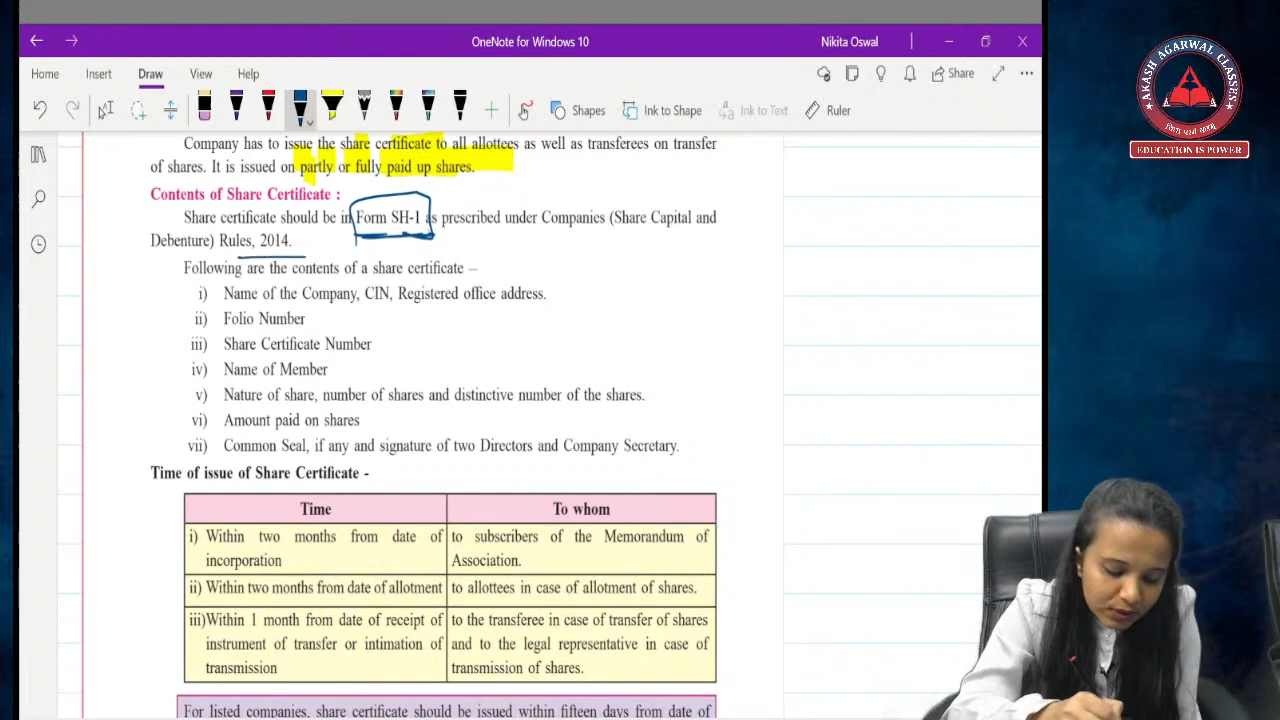 OneNote for Windows 10
Nikita Oswal
Home Insert Draw View Help
Share
Shapes Ink to Shape Ink to Text Ruler
AKASH AGARWAL CLASSES
EDUCATION IS POWER
Company has to issue the share certificate to all allottees as well as transferees on transfer
of shares. It is issued on partly or fully paid up shares.
Contents of Share Certificate :
Share certificate should be in Form SH-1 as prescribed under Companies (Share Capital and
Debenture) Rules, 2014.
Following are the contents of a share certificate –
i) Name of the Company, CIN, Registered office address.
ii) Folio Number
iii) Share Certificate Number
iv) Name of Member
v) Nature of share, number of shares and distinctive number of the shares.
vi) Amount paid on shares
vii) Common Seal, if any and signature of two Directors and Company Secretary.
Time of issue of Share Certificate -
Time To whom
i) Within two months from date of
incorporation
to subscribers of the Memorandum of
Association.
ii) Within two months from date of allotment
to allottees in case of allotment of shares.
iii)Within 1 month from date of receipt of
instrument of transfer or intimation of
transmission
to the transferee in case of transfer of shares
and to the legal representative in case of
transmission of shares.
For listed companies, share certificate should be issued within fifteen days from date of